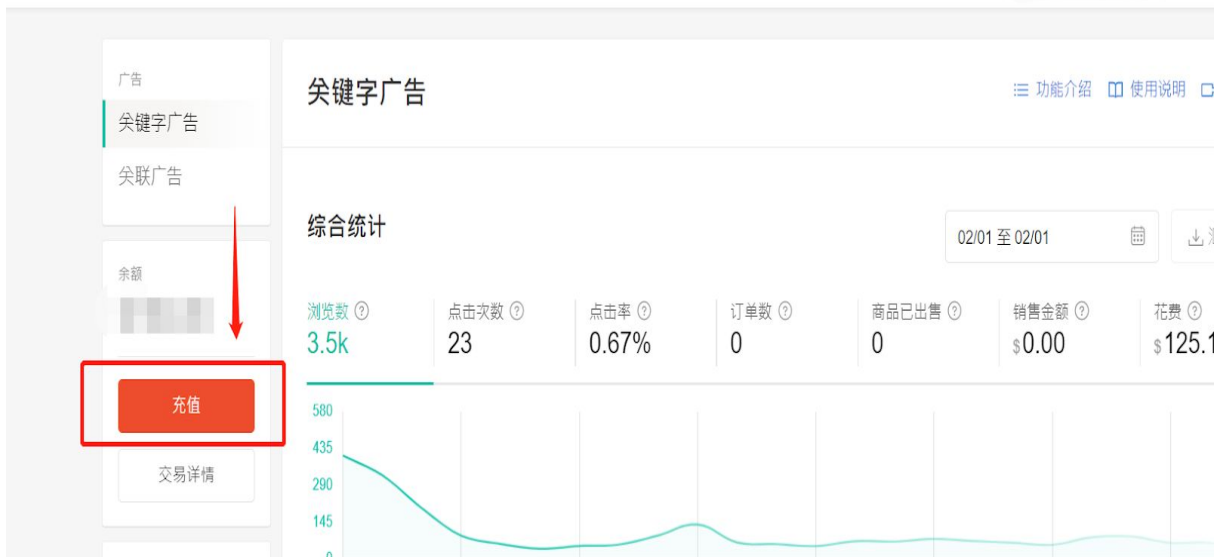 广告
关键字广告
关联广告
余额
充值
交易详情
关键字广告
功能介绍 使用说明
综合统计
02/01 至 02/01
浏览数 点击次数 点击率 订单数 商品已出售 销售金额 花费
3.5k 23 0.67% 0 0 $0.00 $125.1
580
435
290
145
0